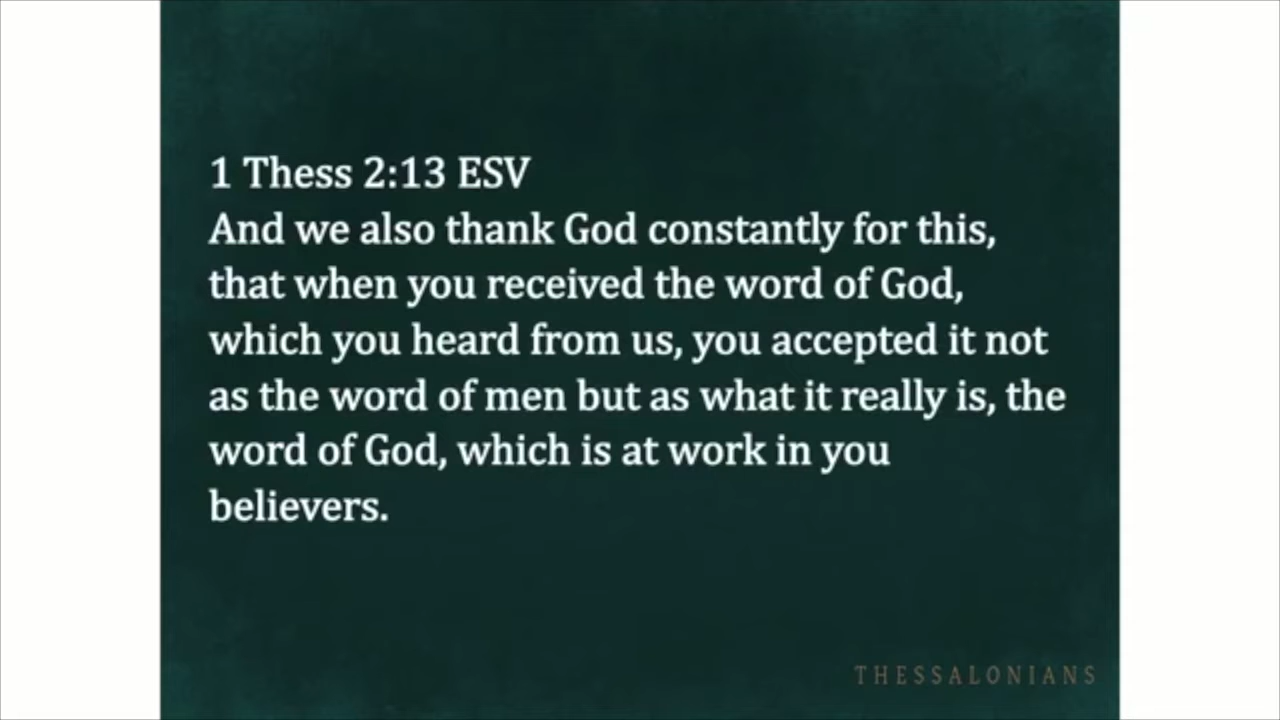 1 Thess 2:13 ESV
And we also thank God constantly for this,
that when you received the word of God,
which you heard from us, you accepted it not
as the word of men but as what it really is, the
word of God, which is at work in you
believers.
THESSALONIANS